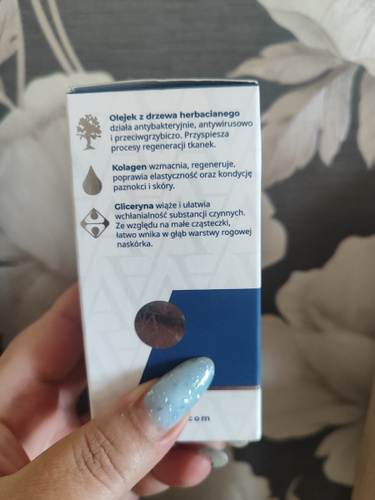 Olejek z drzewa herbacianego
działa antybakteryjnie, antywirusowo
i przeciwgrzybiczo. Przyspiesza
procesy regeneracji tkanek.
Kolagen wzmacnia, regeneruje,
poprawia elastyczność oraz kondycję
paznokci i skóry.
Gliceryna wiąże i ułatwia
wchłanialność substancji czynnych.
Ze względu na małe cząsteczki,
łatwo wnika w głąb warstwy rogowej
naskórka.
.com